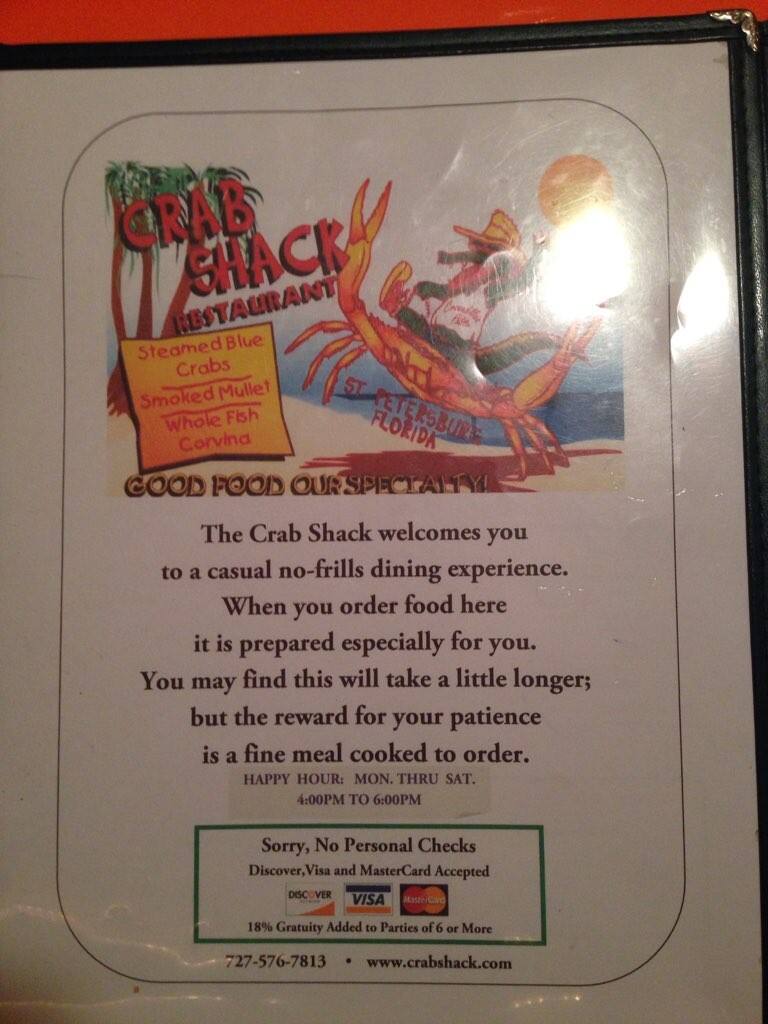 CRAB
SHACK
RESTAURANT
Steamed Blue
Crabs
Smoked Mullet
Whole Fish
Corvina
ST PETERSBURG
FLORIDA
GOOD FOOD OUR SPECIALTY!
The Crab Shack welcomes you
to a casual no-frills dining experience.
When you order food here
it is prepared especially for you.
You may find this will take a little longer;
but the reward for your patience
is a fine meal cooked to order.
HAPPY HOUR: MON. THRU SAT.
4:00PM TO 6:00PM
Sorry, No Personal Checks
Discover,Visa and MasterCard Accepted
DISCOVER VISA MasterCard
18% Gratuity Added to Parties of 6 or More
727-576-7813 • www.crabshack.com